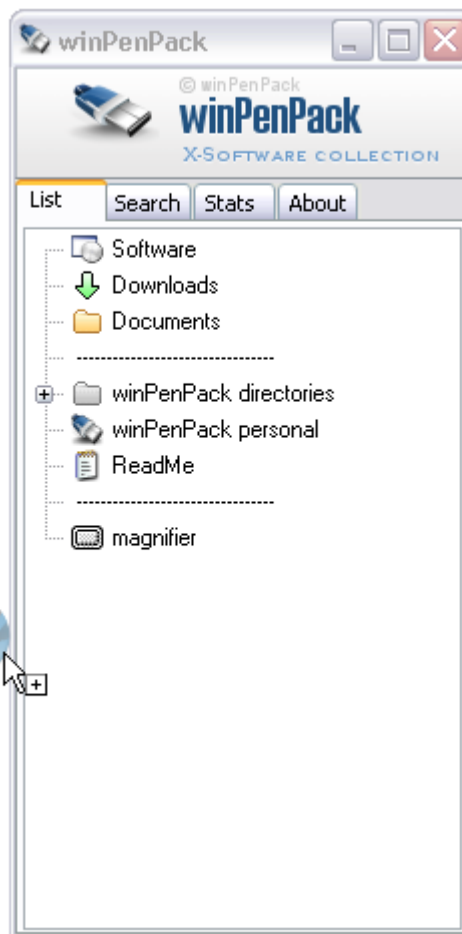 winPenPack
© winPenPack
winPenPack
X-SOFTWARE COLLECTION
List Search Stats About
Software
Downloads
Documents
--------------------------------
winPenPack directories
winPenPack personal
ReadMe
--------------------------------
magnifier